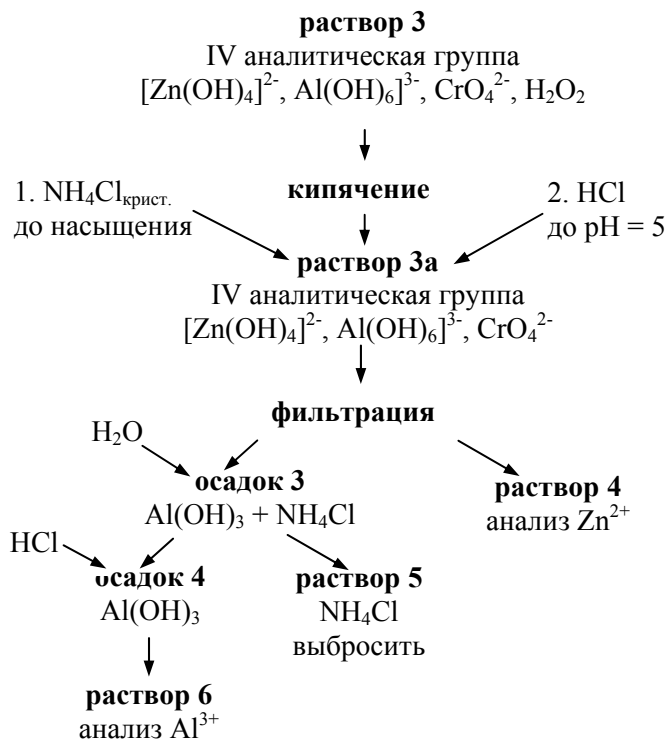 раствор 3
IV аналитическая группа
[Zn(OH)₄]²⁻, Al(OH)₆]³⁻, CrO₄²⁻, H₂O₂
1. NH₄Clкрист.
до насыщения
кипячение
2. HCl
до pH = 5
раствор 3а
IV аналитическая группа
[Zn(OH)₄]²⁻, Al(OH)₆]³⁻, CrO₄²⁻
фильтрация
H₂O
осадок 3
Al(OH)₃ + NH₄Cl
раствор 4
анализ Zn²⁺
HCl
осадок 4
Al(OH)₃
раствор 5
NH₄Cl
выбросить
раствор 6
анализ Al³⁺